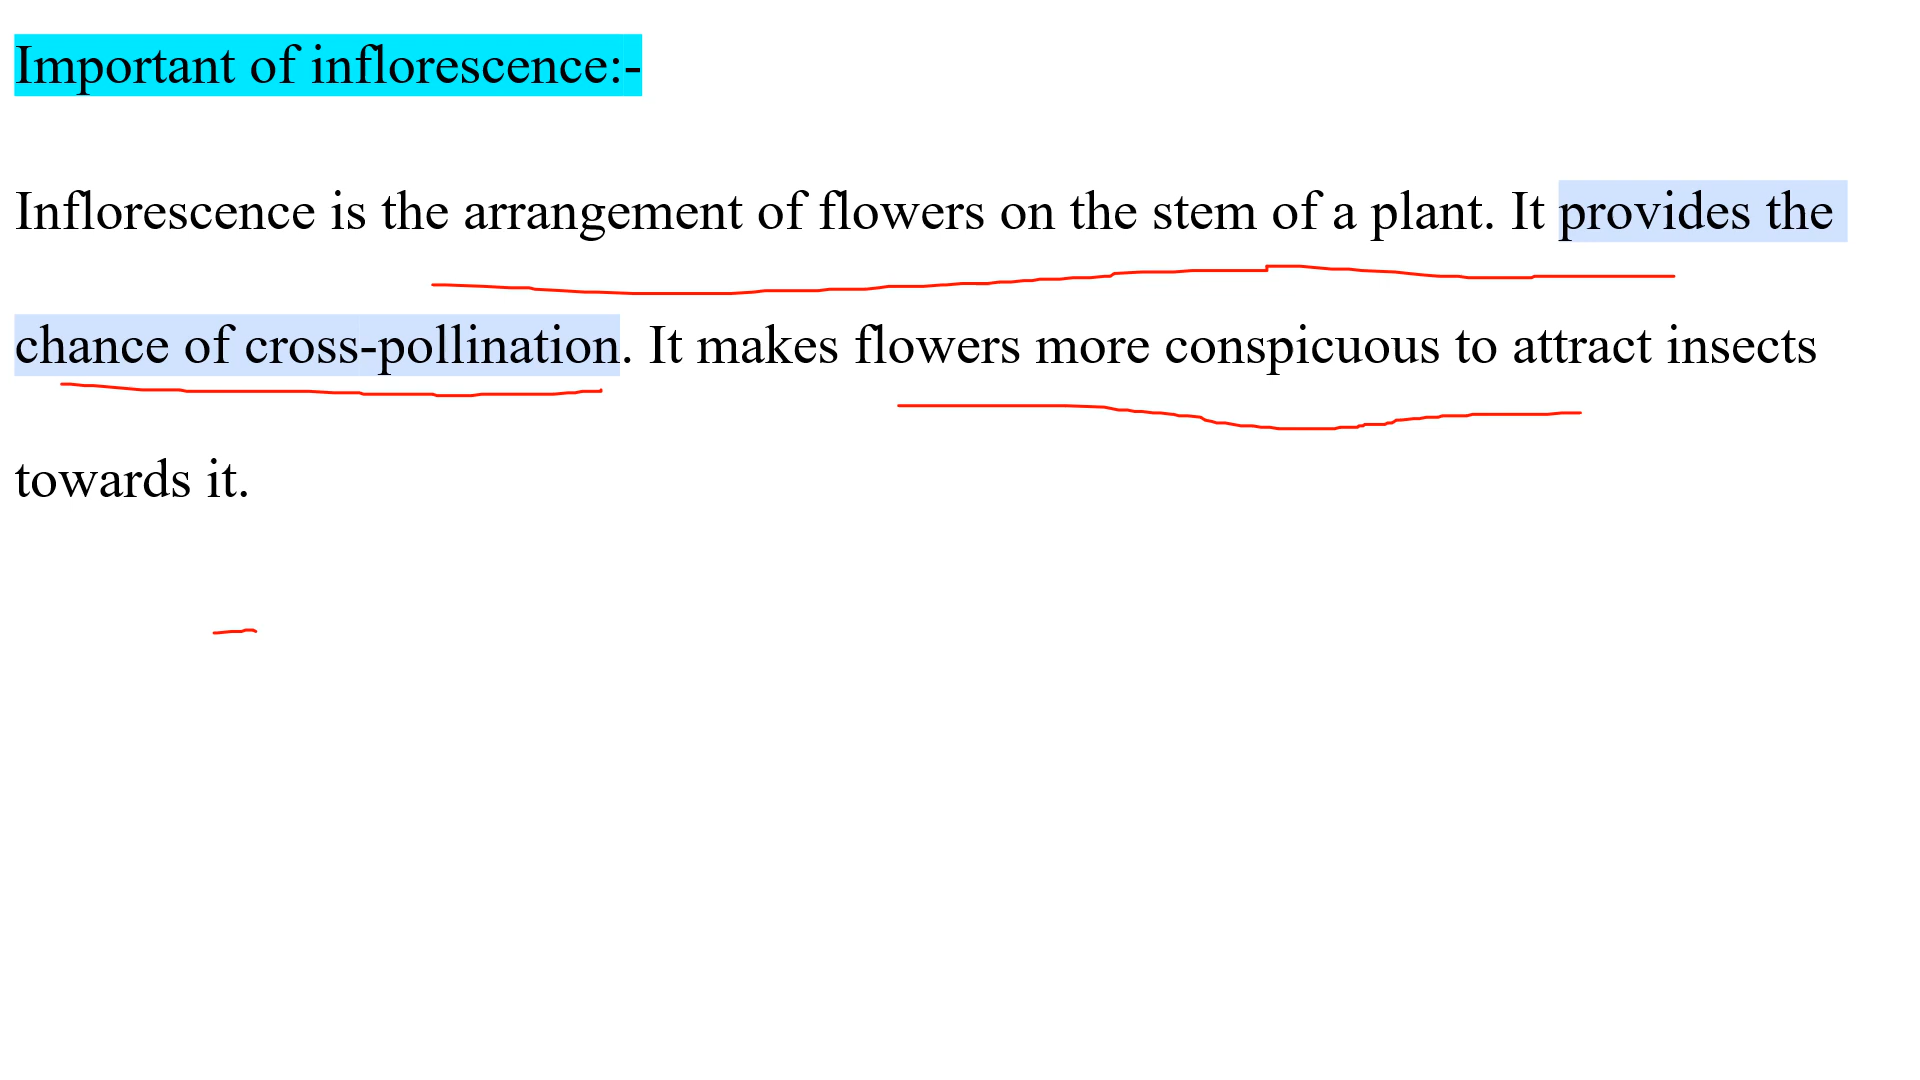 Important of inflorescence:-
Inflorescence is the arrangement of flowers on the stem of a plant. It provides the
chance of cross-pollination. It makes flowers more conspicuous to attract insects
towards it.